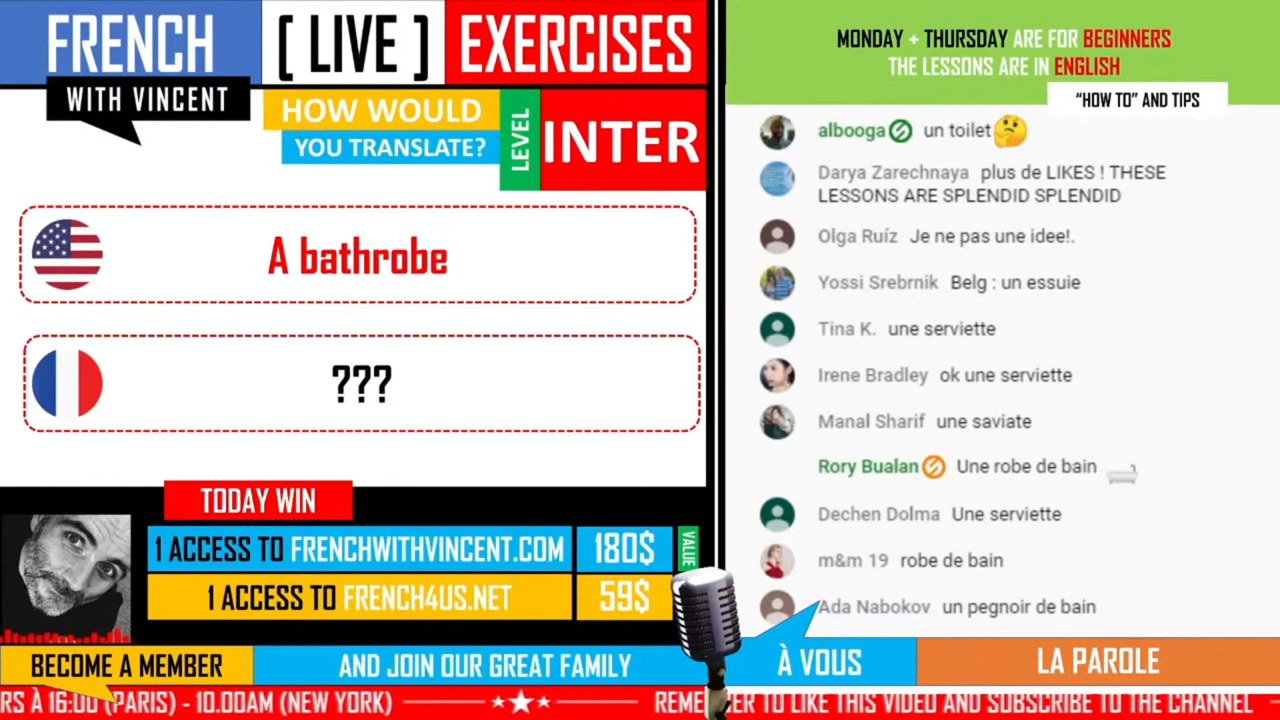 FRENCH
[ LIVE ]
EXERCISES
WITH VINCENT
HOW WOULD
YOU TRANSLATE?
LEVEL
INTER
A bathrobe
???
TODAY WIN
1 ACCESS TO FRENCHWITHVINCENT.COM
180$
1 ACCESS TO FRENCH4US.NET
59$
VALUE
BECOME A MEMBER
AND JOIN OUR GREAT FAMILY
MONDAY + THURSDAY ARE FOR BEGINNERS
THE LESSONS ARE IN ENGLISH
“HOW TO” AND TIPS
albooga un toilet
Darya Zarechnaya plus de LIKES ! THESE
LESSONS ARE SPLENDID SPLENDID
Olga Ruíz Je ne pas une idee!.
Yossi Srebrnik Belg : un essuie
Tina K. une serviette
Irene Bradley ok une serviette
Manal Sharif une saviate
Rory Bualan Une robe de bain
Dechen Dolma Une serviette
m&m 19 robe de bain
Ada Nabokov un pegnoir de bain
À VOUS
LA PAROLE
RS À 16:00 (PARIS) - 10.00AM (NEW YORK)
REMEMBER TO LIKE THIS VIDEO AND SUBSCRIBE TO THE CHANNEL